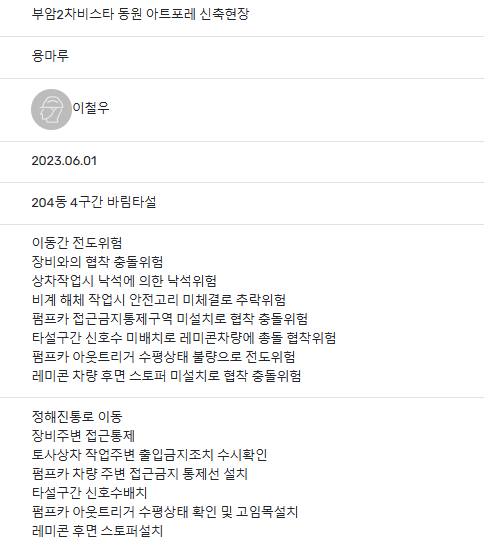 부암2차비스타 동원 아트포레 신축현장
용마루
이철우
2023.06.01
204동 4구간 바림타설
이동간 전도위험
장비와의 협착 충돌위험
상차작업시 낙석에 의한 낙석위험
비계 해체 작업시 안전고리 미체결로 추락위험
펌프카 접근금지통제구역 미설치로 협착 충돌위험
타설구간 신호수 미배치로 레미콘차량에 충돌 협착위험
펌프카 아웃트리거 수평상태 불량으로 전도위험
레미콘 차량 후면 스토퍼 미설치로 협착 충돌위험
정해진통로 이동
장비주변 접근통제
토사상차 작업주변 출입금지조치 수시확인
펌프카 차량 주변 접근금지 통제선 설치
타설구간 신호수배치
펌프카 아웃트리거 수평상태 확인 및 고임목설치
레미콘 후면 스토퍼설치